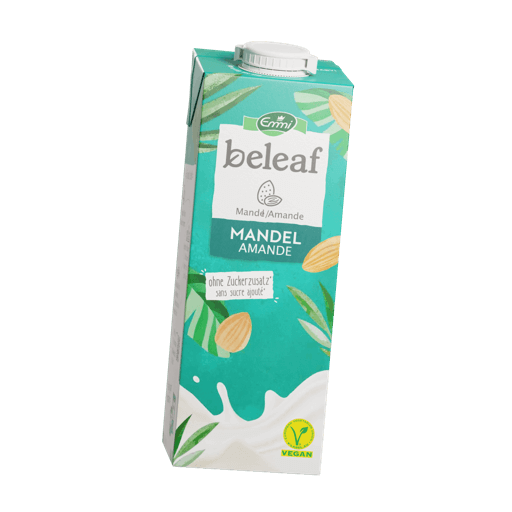 Emmi
beleaf
Mandel/Amande
MANDEL
AMANDE
ohne Zuckerzusatz*
sans sucre ajouté*
VEGAN